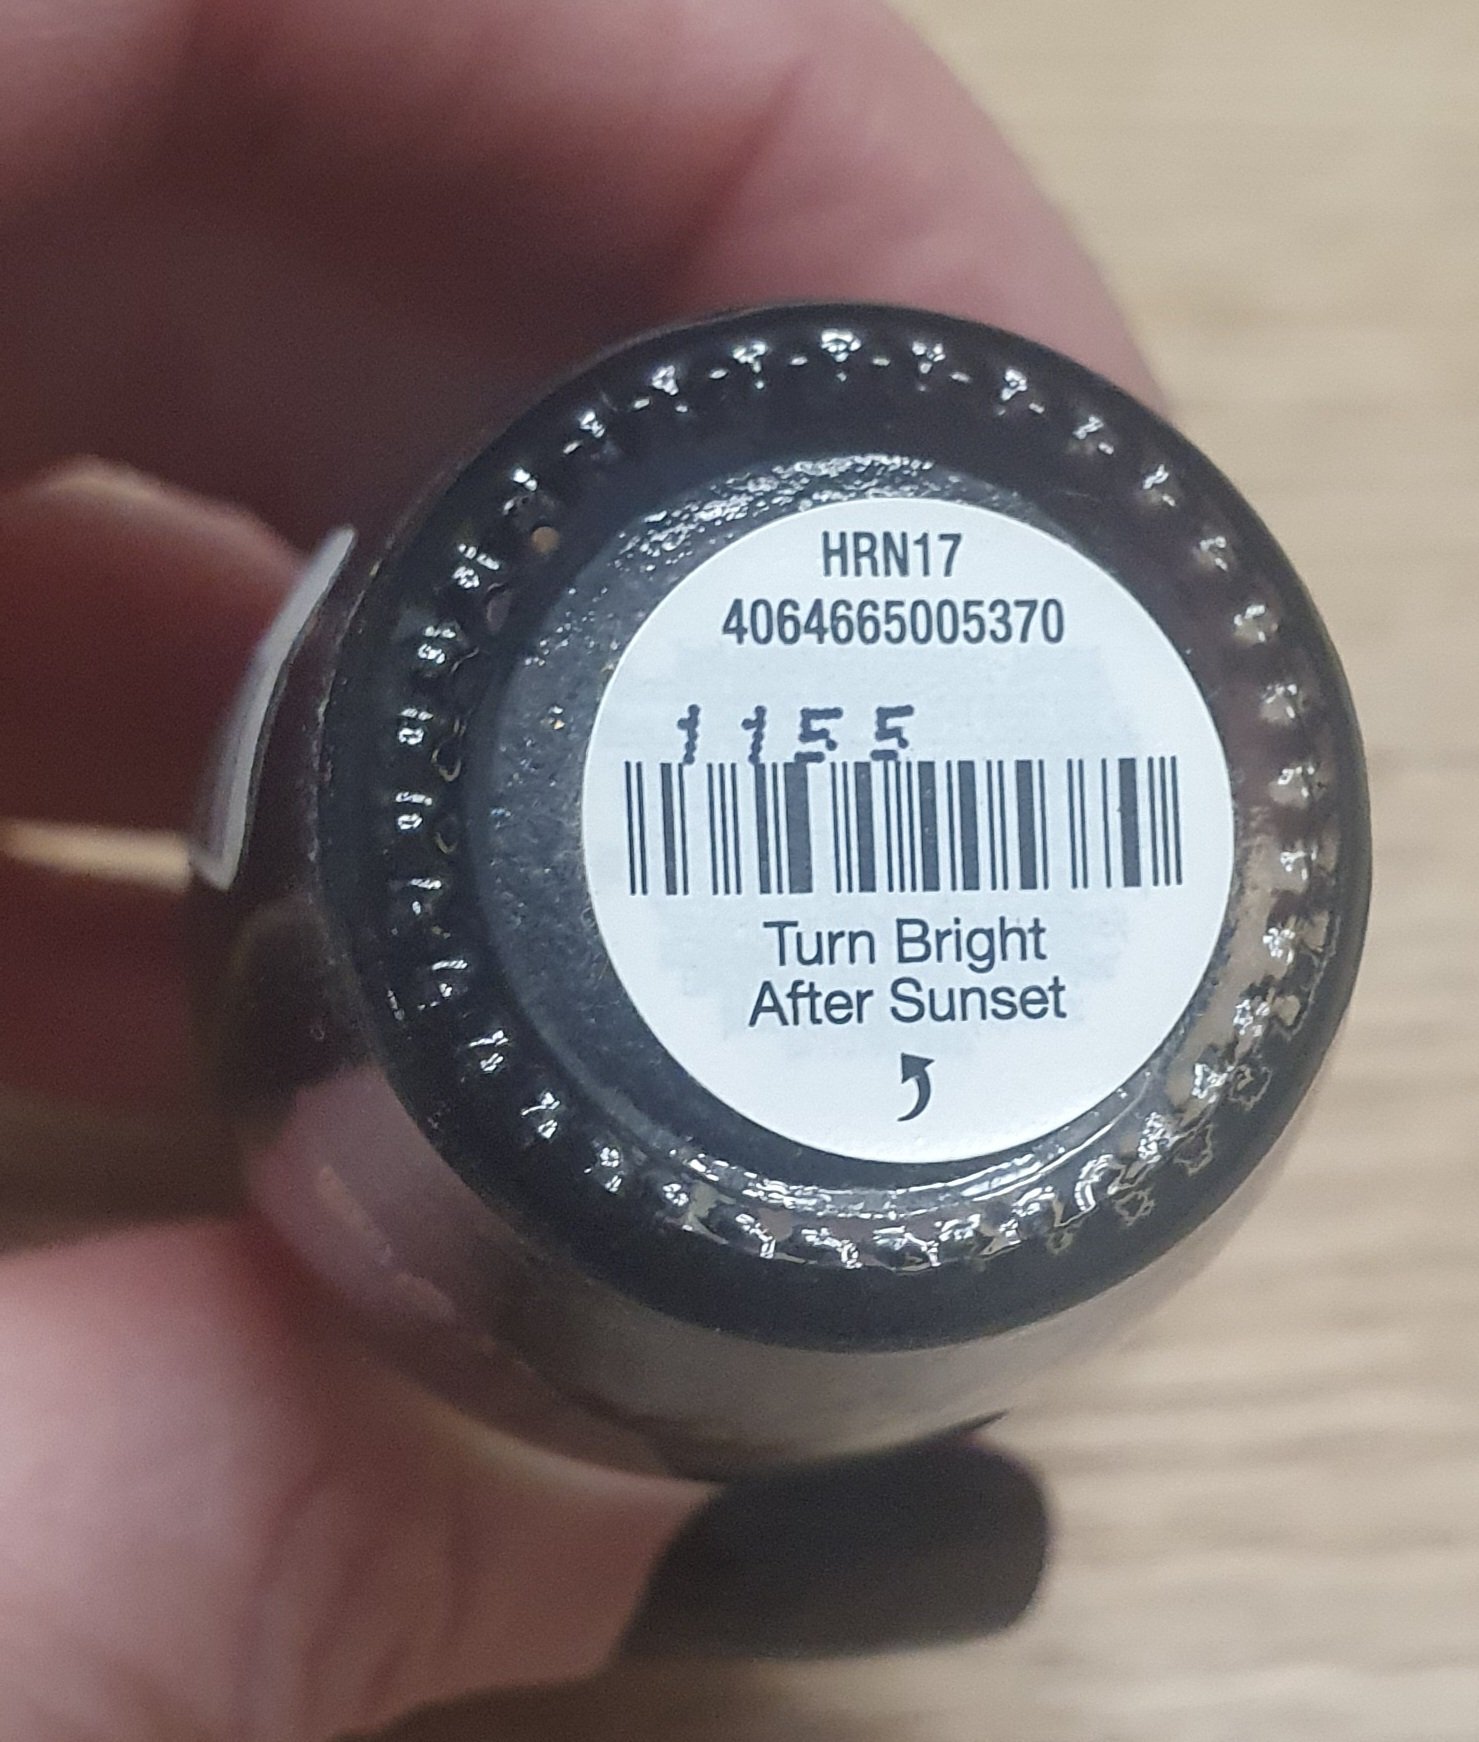 HRN17
4064665005370
1155
Turn Bright
After Sunset